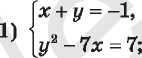 1) { x + y = −1,
y² − 7x = 7;